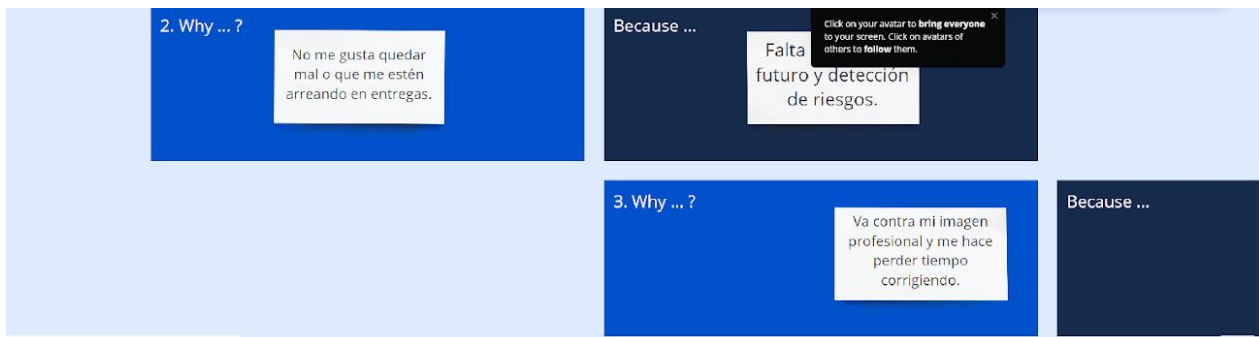 2. Why ... ?
No me gusta quedar
mal o que me estén
arreando en entregas.
Because ...
Falta
futuro y detección
de riesgos.
Click on your avatar to bring everyone
to your screen. Click on avatars of
others to follow them.
3. Why ... ?
Va contra mi imagen
profesional y me hace
perder tiempo
corrigiendo.
Because ...